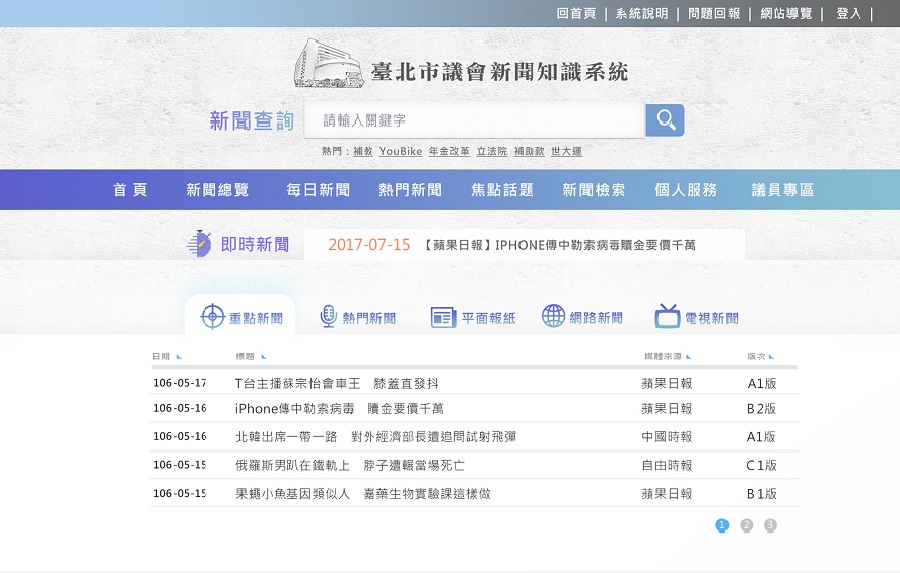 回首頁 | 系統說明 | 問題回報 | 網站導覽 | 登入 |
臺北市議會新聞知識系統
新聞查詢 請輸入關鍵字
熱門：補教 YouBike 年金改革 立法院 補助款 世大運
首頁 新聞總覽 每日新聞 熱門新聞 焦點話題 新聞檢索 個人服務 議員專區
即時新聞 2017-07-15 【蘋果日報】IPHONE傳中勒索病毒贖金要價千萬
重點新聞 熱門新聞 平面報紙 網路新聞 電視新聞
日期 標題 媒體來源 版次
106-05-17 T台主播蘇宗怡會車王 膝蓋直發抖 蘋果日報 A1版
106-05-16 iPhone傳中勒索病毒 贖金要價千萬 蘋果日報 B2版
106-05-16 北韓出席一帶一路 對外經濟部長遭追問試射飛彈 中國時報 A1版
106-05-15 俄羅斯男趴在鐵軌上 脖子遭輾當場死亡 自由時報 C1版
106-05-15 果蠅小魚基因類似人 嘉藥生物實驗課這樣做 蘋果日報 B1版
1 2 3